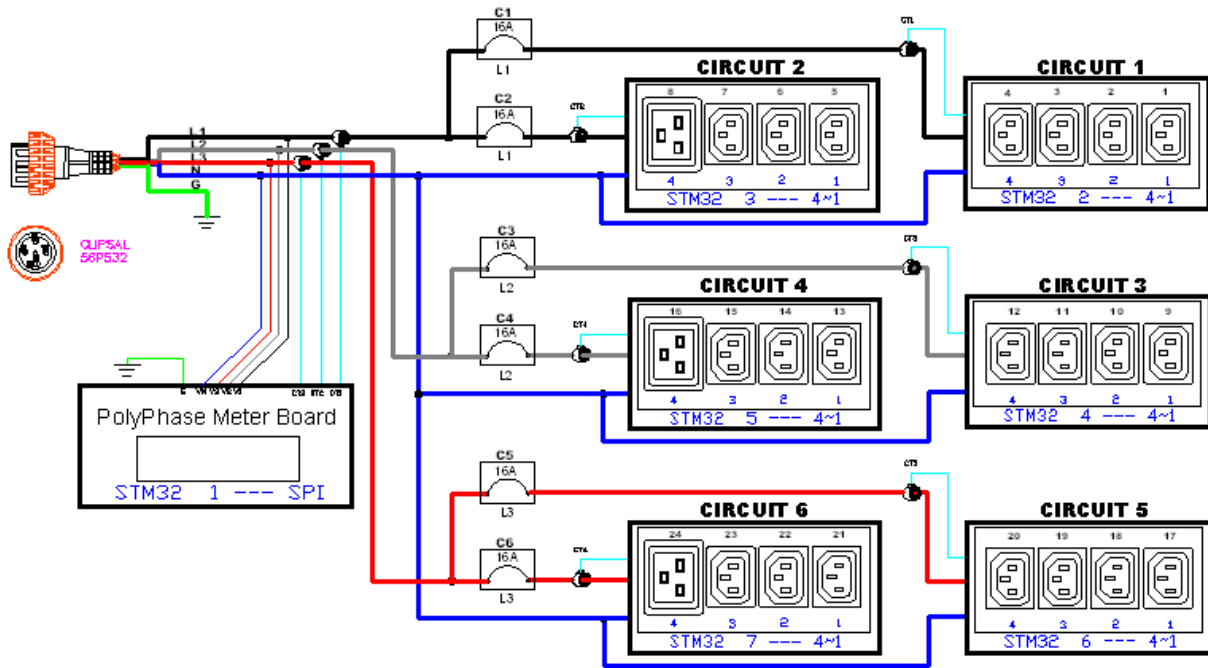 C1
16A
L1
CT1
CIRCUIT 2
8 7 6 5
4 3 2 1
STM32 3 --- 4~1
CIRCUIT 1
4 3 2 1
4 3 2 1
STM32 2 --- 4~1
C2
16A
L1
CT2
L1
L2
L3
N
G
CLIPSAL
56P532
C3
16A
L2
CT3
CIRCUIT 4
16 15 14 13
4 3 2 1
STM32 5 --- 4~1
CIRCUIT 3
12 11 10 9
4 3 2 1
STM32 4 --- 4~1
C4
16A
L2
CT4
PolyPhase Meter Board
STM32 1 --- SPI
C5
16A
L3
CIRCUIT 6
24 23 22 21
4 3 2 1
STM32 7 --- 4~1
CIRCUIT 5
20 19 18 17
4 3 2 1
STM32 6 --- 4~1
C6
16A
L3